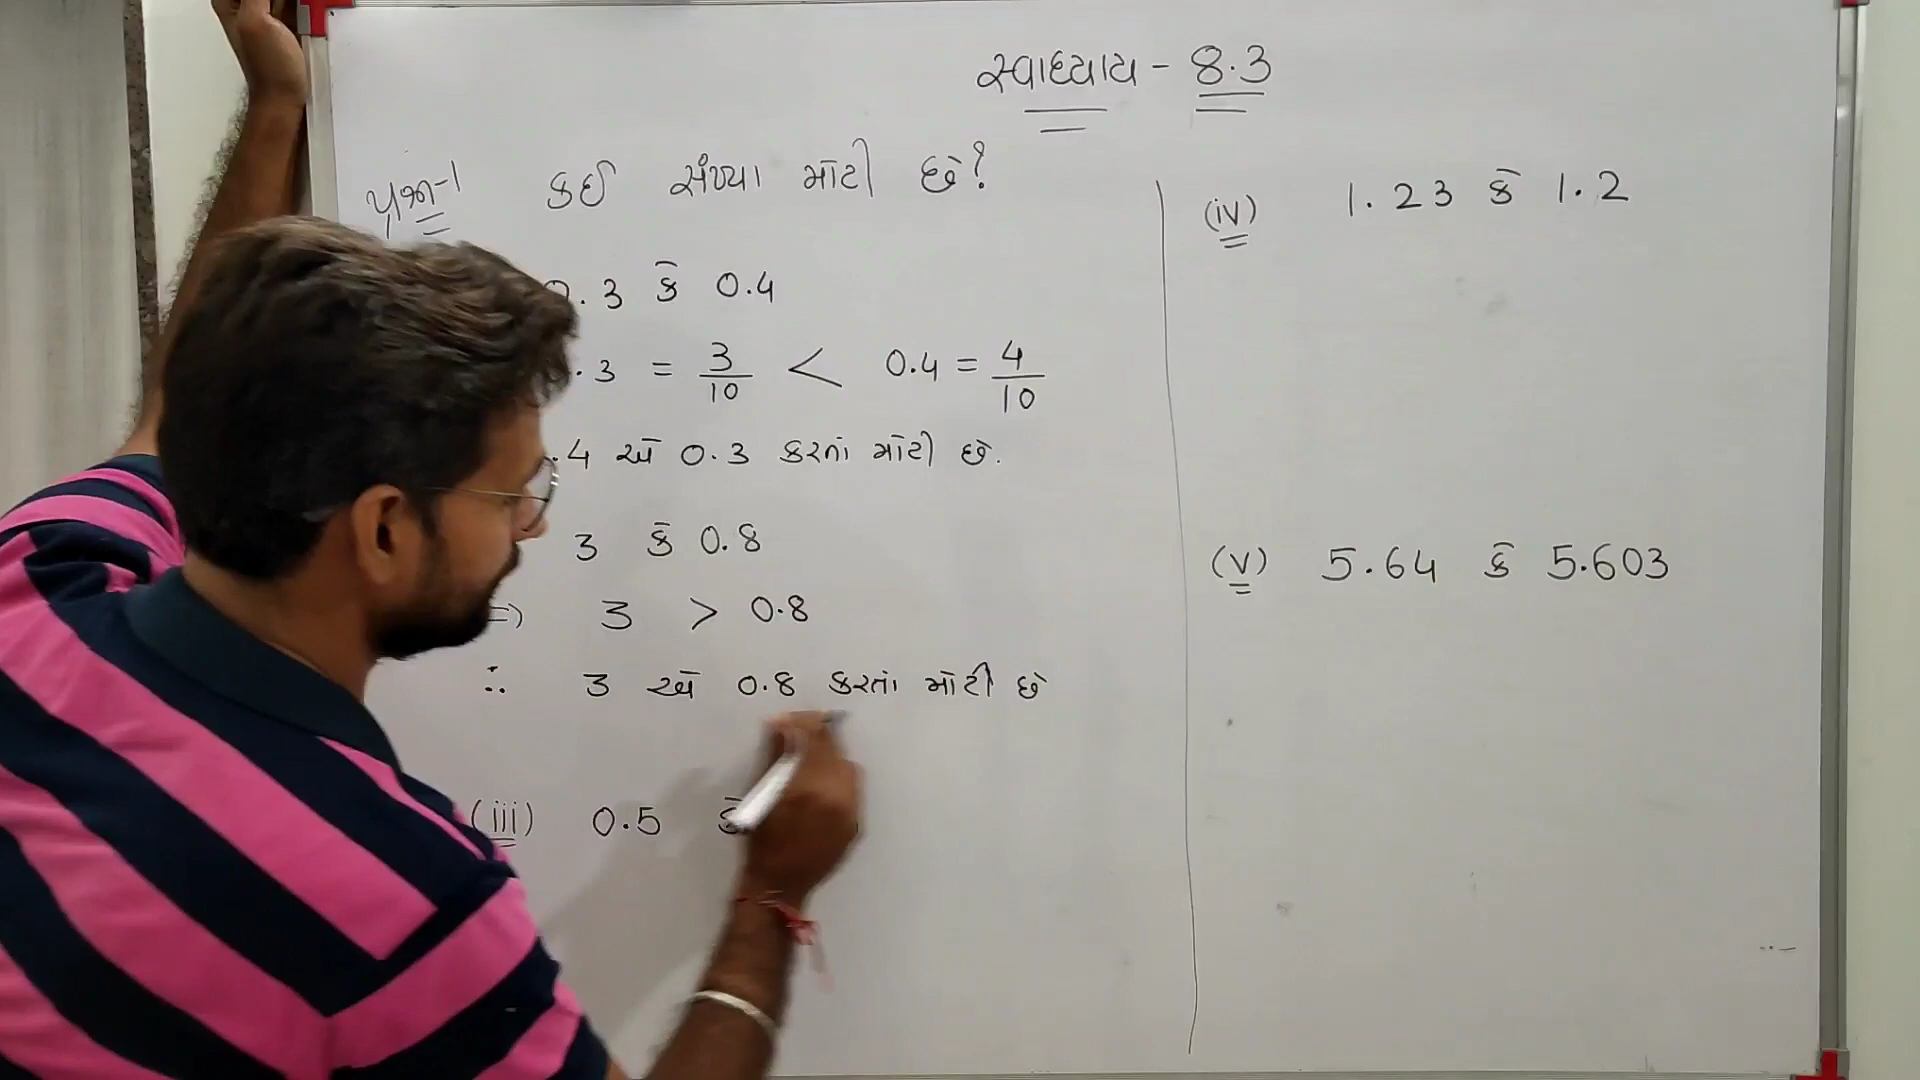 સ્વાધ્યાય - 8.3
પ્રશ્ન-1 કઈ સંખ્યા મોટી છે?
0.3 કે 0.4
.3 = 3/10 < 0.4 = 4/10
.4 એ 0.3 કરતાં મોટી છે.
3 કે 0.8
⇒ 3 > 0.8
∴ 3 એ 0.8 કરતાં મોટી છે
(iii) 0.5 કે
(iv) 1.23 કે 1.2
(v) 5.64 કે 5.603